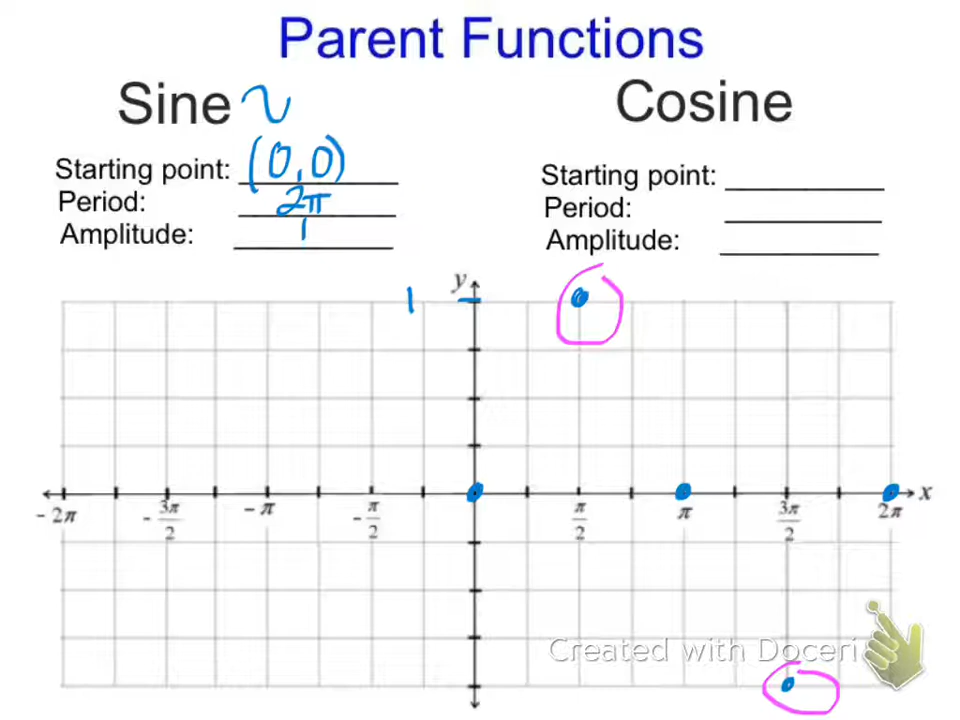 Parent Functions
Sine
Cosine
Starting point: (0,0)
Period: 2π
Amplitude: 1
Starting point:
Period:
Amplitude:
y
1
x
-2π
-3π/2
-π
-π/2
π/2
π
3π/2
2π
Created with Doceri